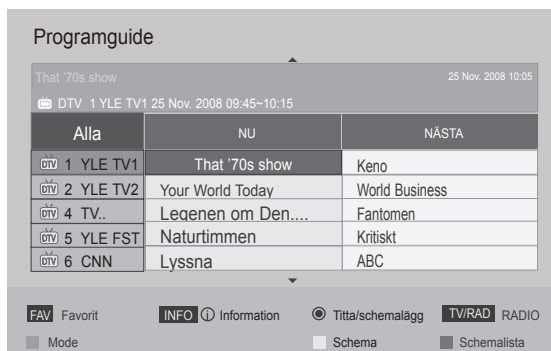 Programguide
That '70s show 25 Nov. 2008 10:05
DTV 1 YLE TV1 25 Nov. 2008 09:45~10:15
Alla NU NÄSTA
DTV 1 YLE TV1 That '70s show Keno
DTV 2 YLE TV2 Your World Today World Business
DTV 4 TV.. Legenen om Den.... Fantomen
DTV 5 YLE FST Naturtimmen Kritiskt
DTV 6 CNN Lyssna ABC
FAV Favorit INFO i Information Titta/schemalägg TV/RAD RADIO
Mode Schema Schemalista